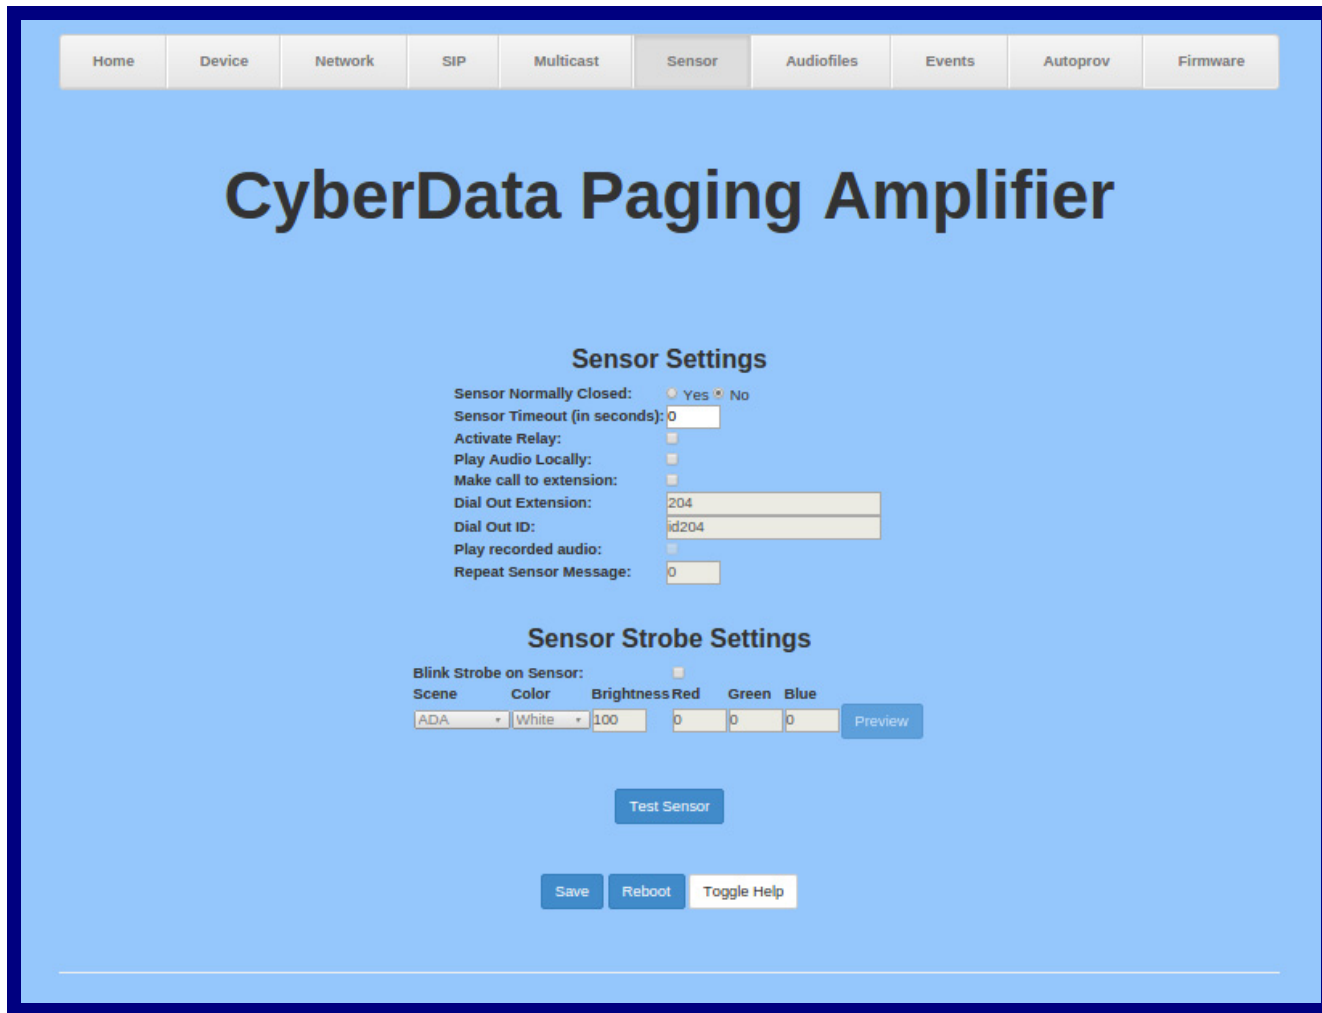 Home Device Network SIP Multicast Sensor Audiofiles Events Autoprov Firmware
CyberData Paging Amplifier
Sensor Settings
Sensor Normally Closed: Yes No
Sensor Timeout (in seconds): 0
Activate Relay:
Play Audio Locally:
Make call to extension:
Dial Out Extension: 204
Dial Out ID: id204
Play recorded audio:
Repeat Sensor Message: 0
Sensor Strobe Settings
Blink Strobe on Sensor:
Scene Color Brightness Red Green Blue
ADA White 100 0 0 0 Preview
Test Sensor
Save Reboot Toggle Help